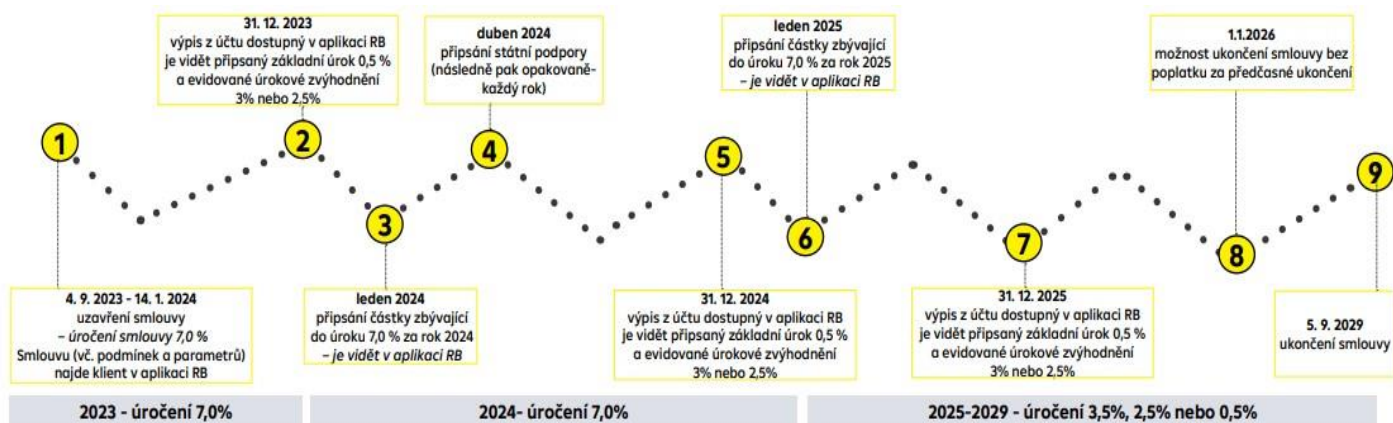 1
4. 9. 2023 - 14. 1. 2024
uzavření smlouvy
– úročení smlouvy 7,0 %
Smlouvu (vč. podmínek a parametrů)
najde klient v aplikaci RB
2
31. 12. 2023
výpis z účtu dostupný v aplikaci RB
je vidět připsaný základní úrok 0,5 %
a evidované úrokové zvýhodnění
3% nebo 2,5%
3
leden 2024
připsání částky zbývající
do úroku 7,0 % za rok 2024
– je vidět v aplikaci RB
4
duben 2024
připsání státní podpory
(následně pak opakovaně-
každý rok)
5
31. 12. 2024
výpis z účtu dostupný v aplikaci RB
je vidět připsaný základní úrok 0,5 %
a evidované úrokové zvýhodnění
3% nebo 2,5%
6
leden 2025
připsání částky zbývající
do úroku 7,0 % za rok 2025
– je vidět v aplikaci RB
7
31. 12. 2025
výpis z účtu dostupný v aplikaci RB
je vidět připsaný základní úrok 0,5 %
a evidované úrokové zvýhodnění
3% nebo 2,5%
8
1.1.2026
možnost ukončení smlouvy bez
poplatku za předčasné ukončení
9
5. 9. 2029
ukončení smlouvy
2023 - úročení 7,0%
2024- úročení 7,0%
2025-2029 - úročení 3,5%, 2,5% nebo 0,5%